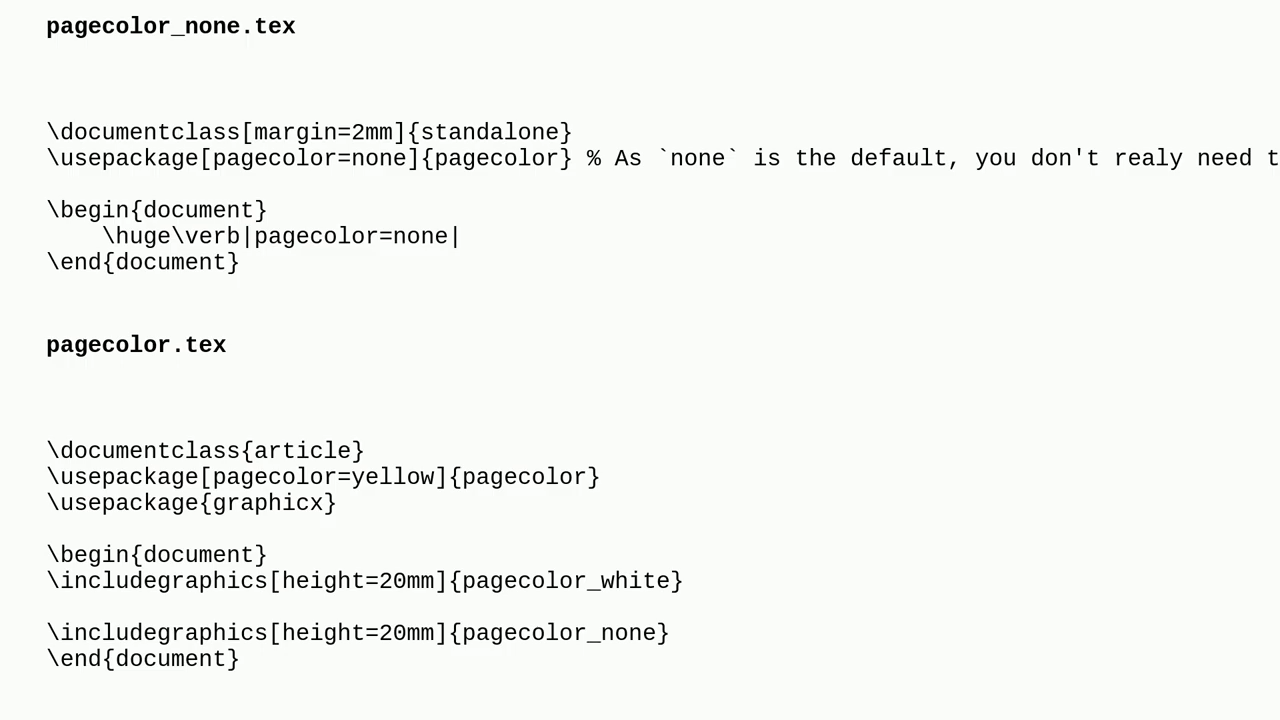 pagecolor_none.tex
\documentclass[margin=2mm]{standalone}
\usepackage[pagecolor=none]{pagecolor} % As `none` is the default, you don't realy need
\begin{document}
    \huge\verb|pagecolor=none|
\end{document}
pagecolor.tex
\documentclass{article}
\usepackage[pagecolor=yellow]{pagecolor}
\usepackage{graphicx}
\begin{document}
\includegraphics[height=20mm]{pagecolor_white}
\includegraphics[height=20mm]{pagecolor_none}
\end{document}